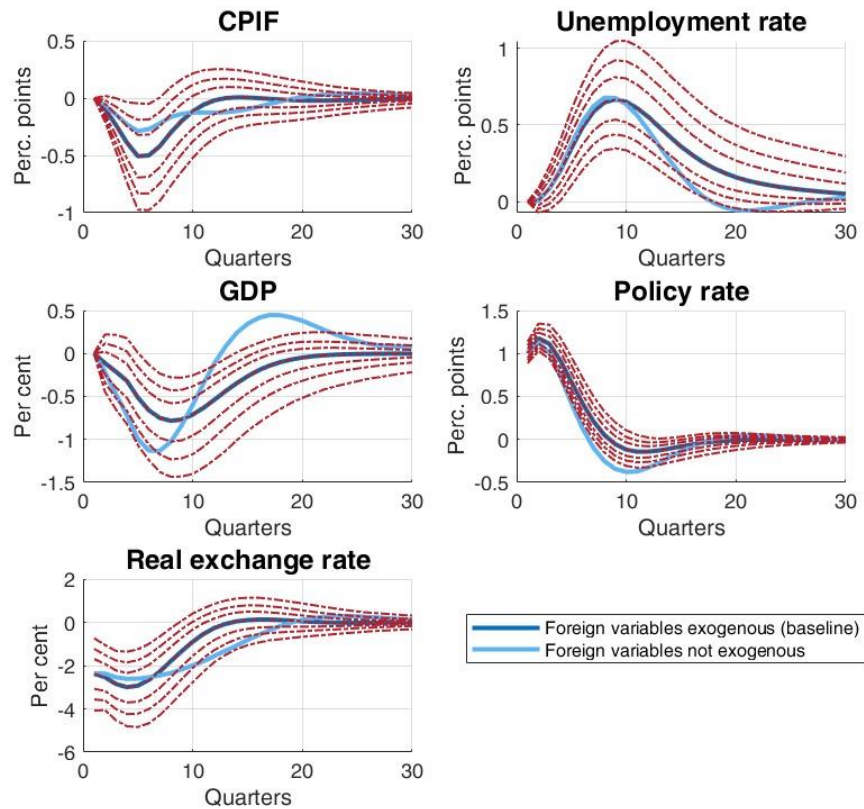 CPIF
Perc. points
0.5
0
-0.5
-1
0
10
20
30
Quarters
Unemployment rate
Perc. points
1
0.5
0
0
10
20
30
Quarters
GDP
Per cent
0.5
0
-0.5
-1
-1.5
0
10
20
30
Quarters
Policy rate
Perc. points
1.5
1
0.5
0
-0.5
0
10
20
30
Quarters
Real exchange rate
Per cent
2
0
-2
-4
-6
0
10
20
30
Quarters
Foreign variables exogenous (baseline)
Foreign variables not exogenous